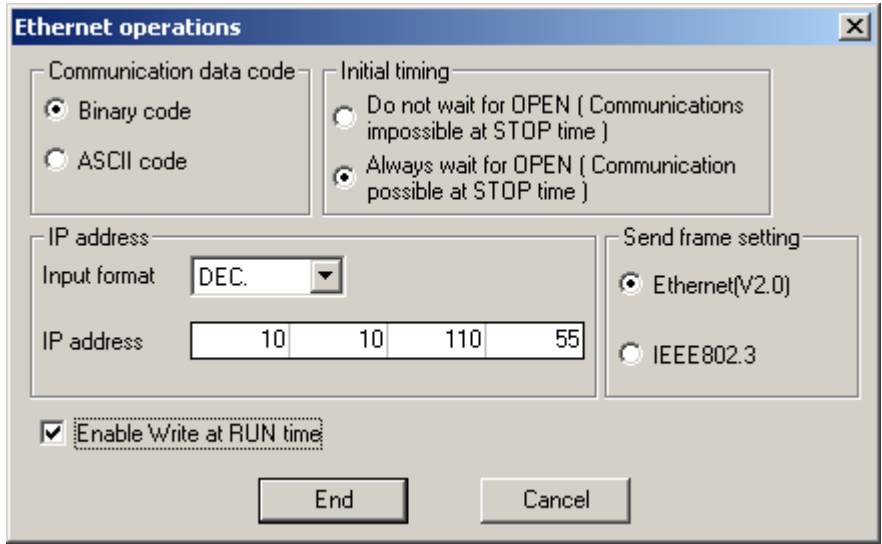 Ethernet operations
Communication data code
Binary code
ASCII code
Initial timing
Do not wait for OPEN ( Communications
impossible at STOP time )
Always wait for OPEN ( Communication
possible at STOP time )
IP address
Input format DEC.
IP address 10 10 110 55
Send frame setting
Ethernet(V2.0)
IEEE802.3
Enable Write at RUN time
End Cancel